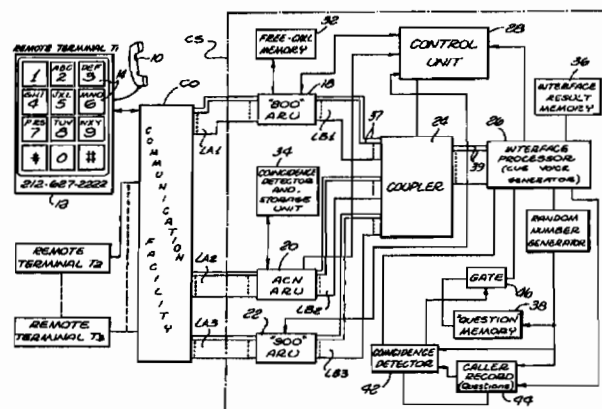 REMOTE TERMINAL T1
10
1 ABC 2 DEF 3
14
GHI 4 JKL 5 MNO 6
PRS 7 TUV 8 WXY 9
* 0 #
212-627-2222
12
REMOTE TERMINAL T2
REMOTE TERMINAL
CO
COMMUNICATION FACILITY
CS
FREE-CALL MEMORY
32
"800" ARU
18
LA1
LB1
COINCIDENCE DETECTOR AND STORAGE UNIT
34
ACN ARU
20
LA2
LB2
"900" ARU
22
LA3
LB3
CONTROL UNIT
28
37
COUPLER
24
39
INTERFACE RESULT MEMORY
36
INTERFACE PROCESSOR (CUE VOICE GENERATOR)
26
RANDOM NUMBER GENERATOR
GATE
46
QUESTION MEMORY
38
COINCIDENCE DETECTOR
42
CALLER RECORD (Questions)
44